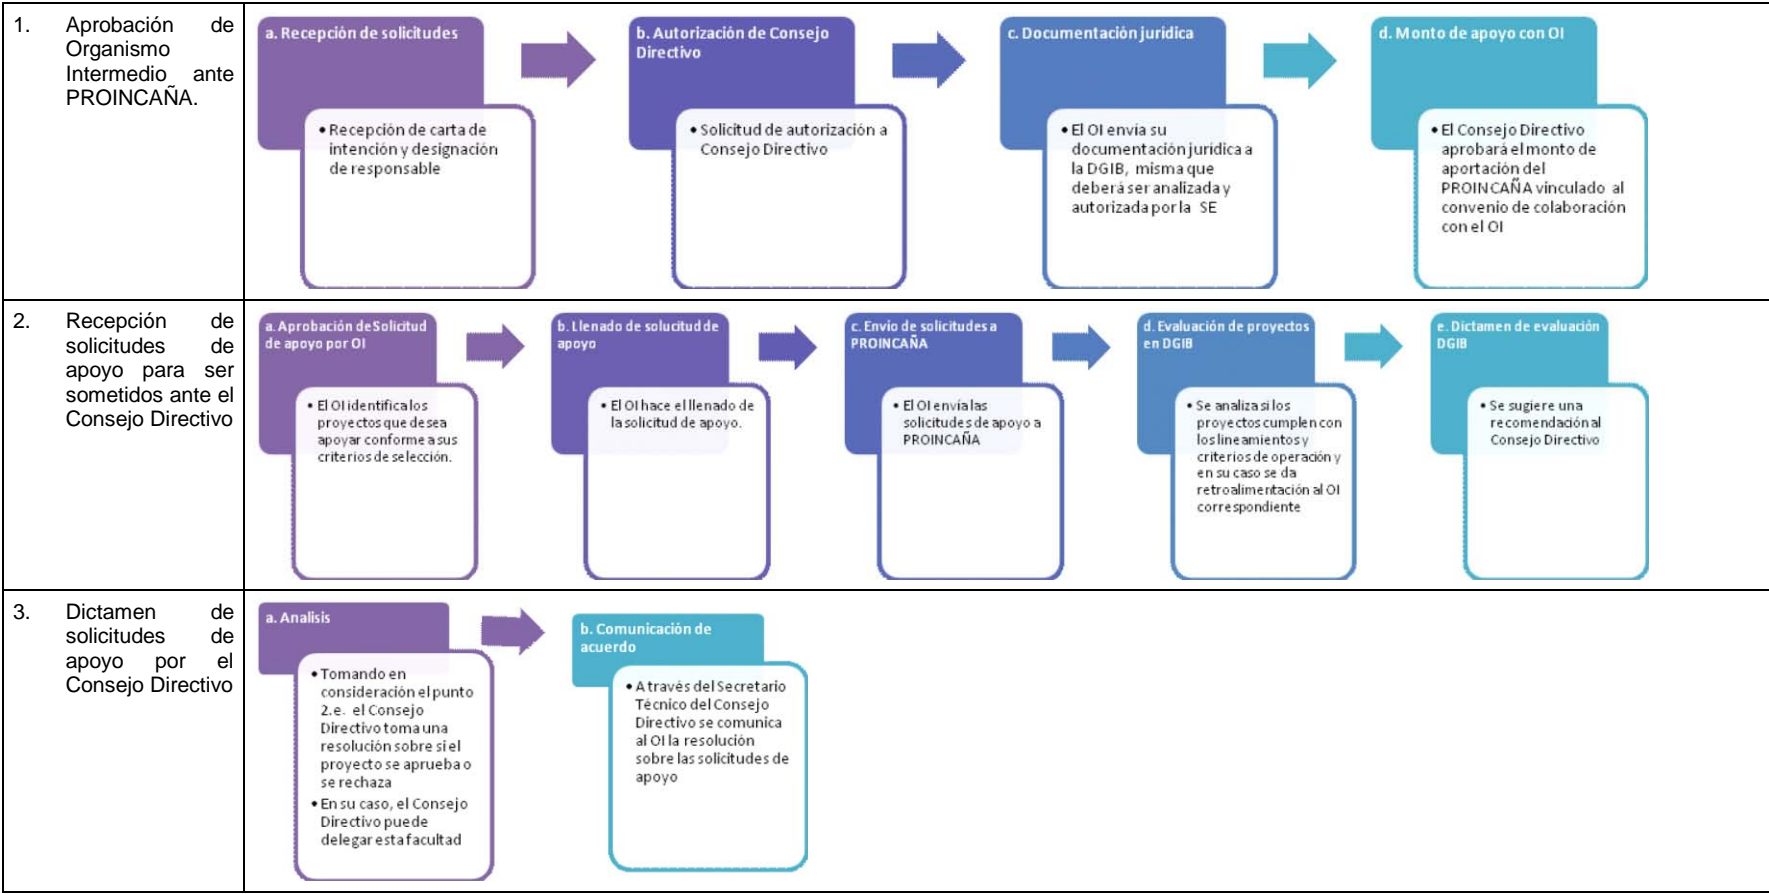 1. Aprobación de
Organismo
Intermedio ante
PROINCAÑA.
a. Recepción de solicitudes
• Recepción de carta de
intención y designación
de responsable
b. Autorización de Consejo
Directivo
• Solicitud de autorización a
Consejo Directivo
c. Documentación jurídica
• El OI envía su
documentación jurídica a
la DGIB, misma que
deberá ser analizada y
autorizada por la SE
d. Monto de apoyo con OI
• El Consejo Directivo
aprobará el monto de
aportación del
PROINCAÑA vinculado al
convenio de colaboración
con el OI
2. Recepción de
solicitudes de
apoyo para ser
sometidos ante el
Consejo Directivo
a. Aprobación de Solicitud
de apoyo por OI
• El OI identifica los
proyectos que desea
apoyar conforme a sus
criterios de selección.
b. Llenado de solucitud de
apoyo
• El OI hace el llenado de
la solicitud de apoyo.
c. Envio de solicitudes a
PROINCAÑA
• El OI envía las
solicitudes de apoyo a
PROINCAÑA
d. Evaluación de proyectos
en DGIB
• Se analiza si los
proyectos cumplen con
los lineamientos y
criterios de operación y
en su caso se da
retroalimentación al OI
correspondiente
e. Dictamen de evaluación
DGIB
• Se sugiere una
recomendación al
Consejo Directivo
3. Dictamen de
solicitudes de
apoyo por el
Consejo Directivo
a. Analisis
• Tomando en
consideración el punto
2.e. el Consejo
Directivo toma una
resolución sobre si el
proyecto se aprueba o
se rechaza
• En su caso, el Consejo
Directivo puede
delegar esta facultad
b. Comunicación de
acuerdo
• A través del Secretario
Técnico del Consejo
Directivo se comunica
al OI la resolución
sobre las solicitudes de
apoyo